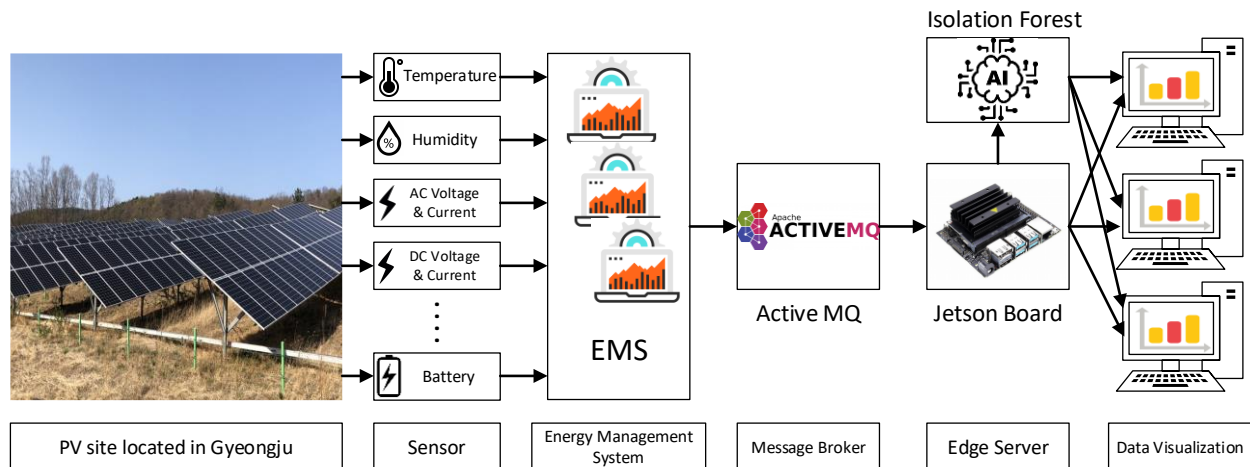 Isolation Forest
AI
Temperature
%
Humidity
AC Voltage
& Current
DC Voltage
& Current
Battery
EMS
Apache
ACTIVEMQ
Active MQ
Jetson Board
PV site located in Gyeongju
Sensor
Energy Management
System
Message Broker
Edge Server
Data Visualization